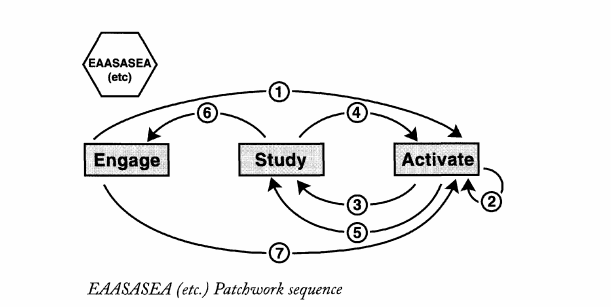 EAASASEA
(etc)
1
6
4
Engage
Study
Activate
2
3
5
7
EAASASEA (etc.) Patchwork sequence